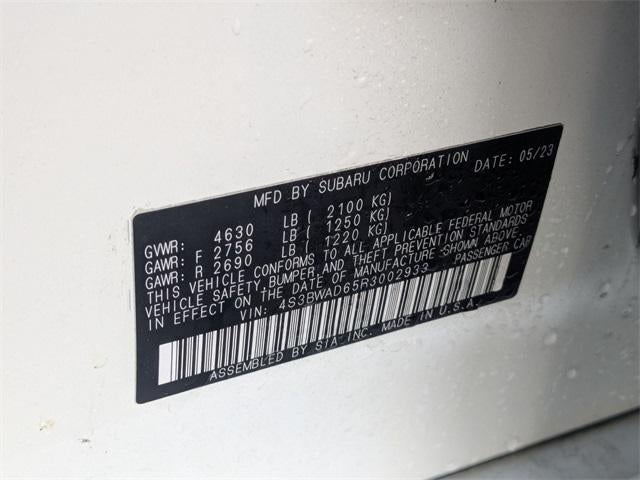 MFD BY SUBARU CORPORATION DATE: 05/23
GVWR: 4630 LB ( 2100 KG)
GAWR: F 2756 LB ( 1250 KG)
GAWR: R 2690 LB ( 1220 KG)
THIS VEHICLE CONFORMS TO ALL APPLICABLE FEDERAL MOTOR
VEHICLE SAFETY, BUMPER, AND THEFT PREVENTION STANDARDS
IN EFFECT ON THE DATE OF MANUFACTURE SHOWN ABOVE.
VIN: 4S3BWAD65R3002933 PASSENGER CAR
ASSEMBLED BY SIA INC. MADE IN U.S.A.